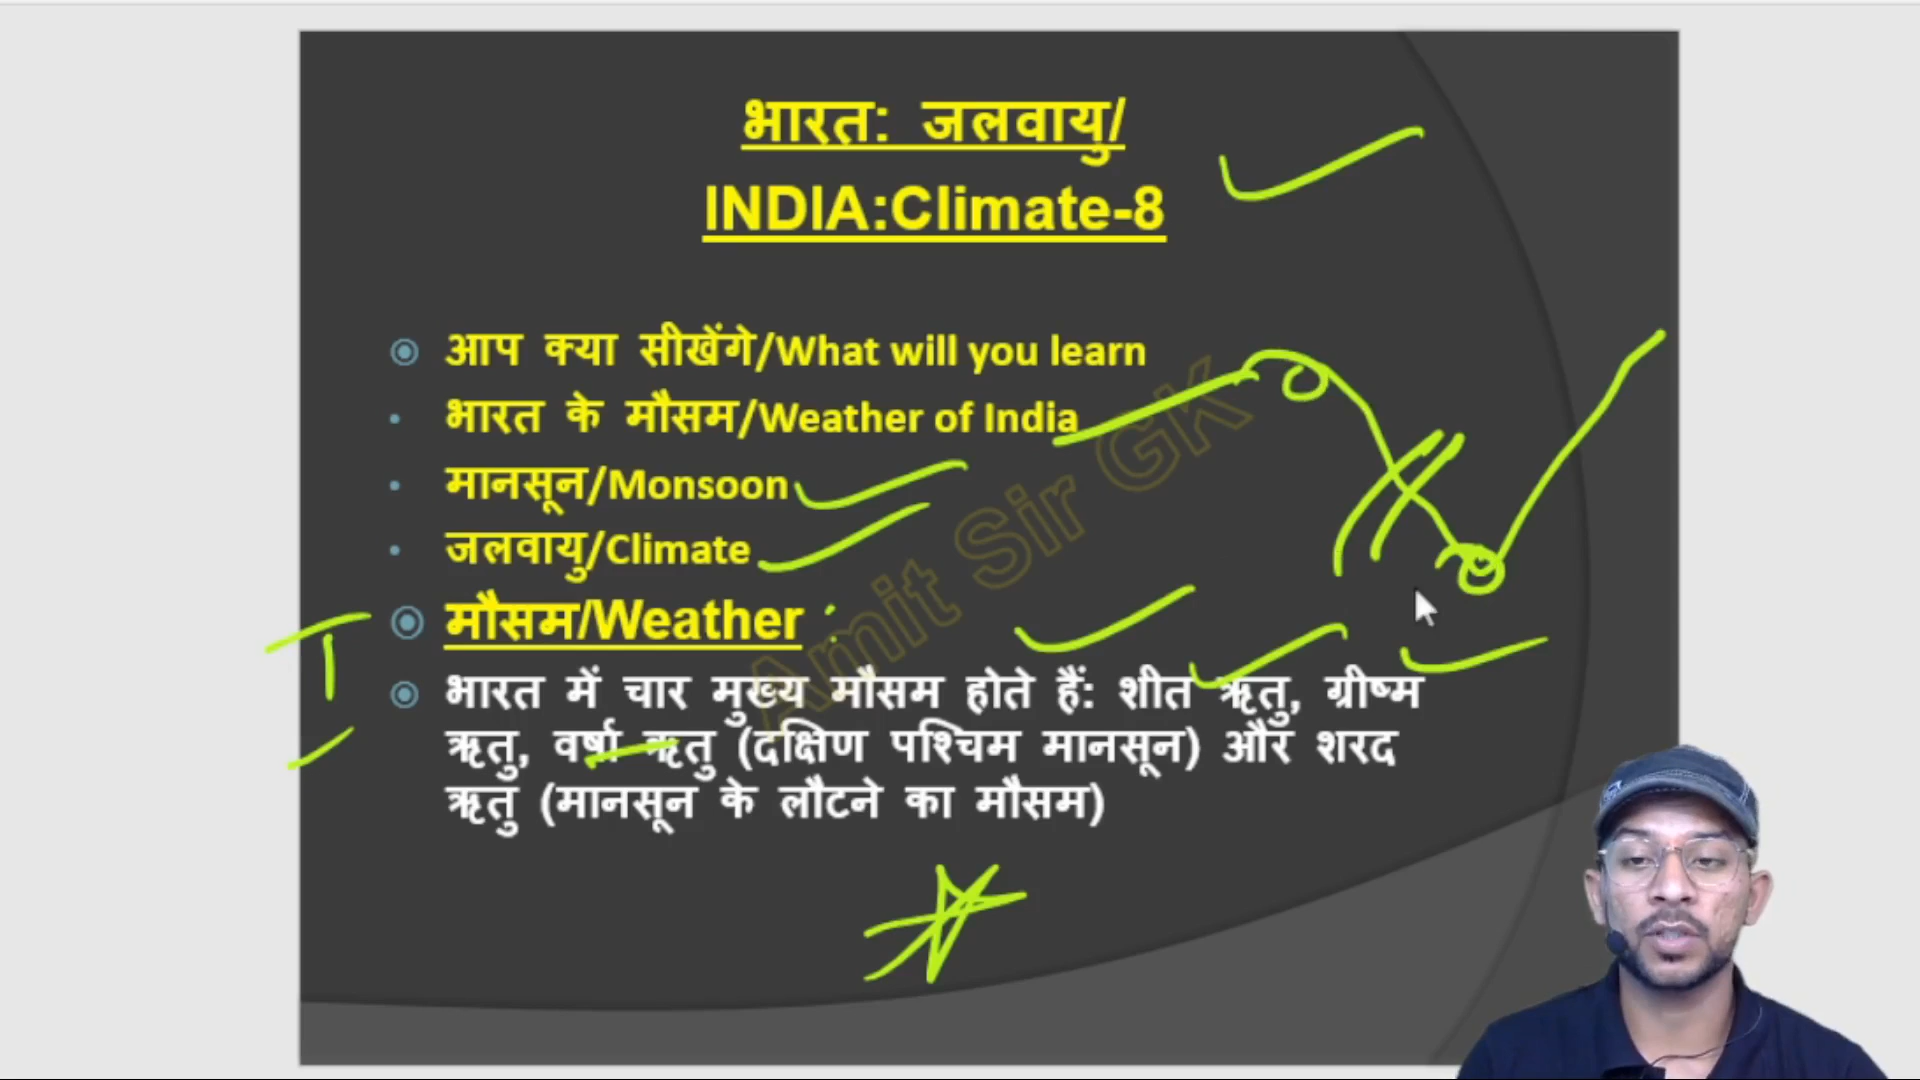 भारत: जलवायु/
INDIA:Climate-8
आप क्या सीखेंगे/What will you learn
भारत के मौसम/Weather of India
मानसून/Monsoon
जलवायु/Climate
मौसम/Weather :
भारत में चार मुख्य मौसम होते हैं: शीत ऋतु, ग्रीष्म
ऋतु, वर्षा ऋतु (दक्षिण पश्चिम मानसून) और शरद
ऋतु (मानसून के लौटने का मौसम)
Amit Sir GK